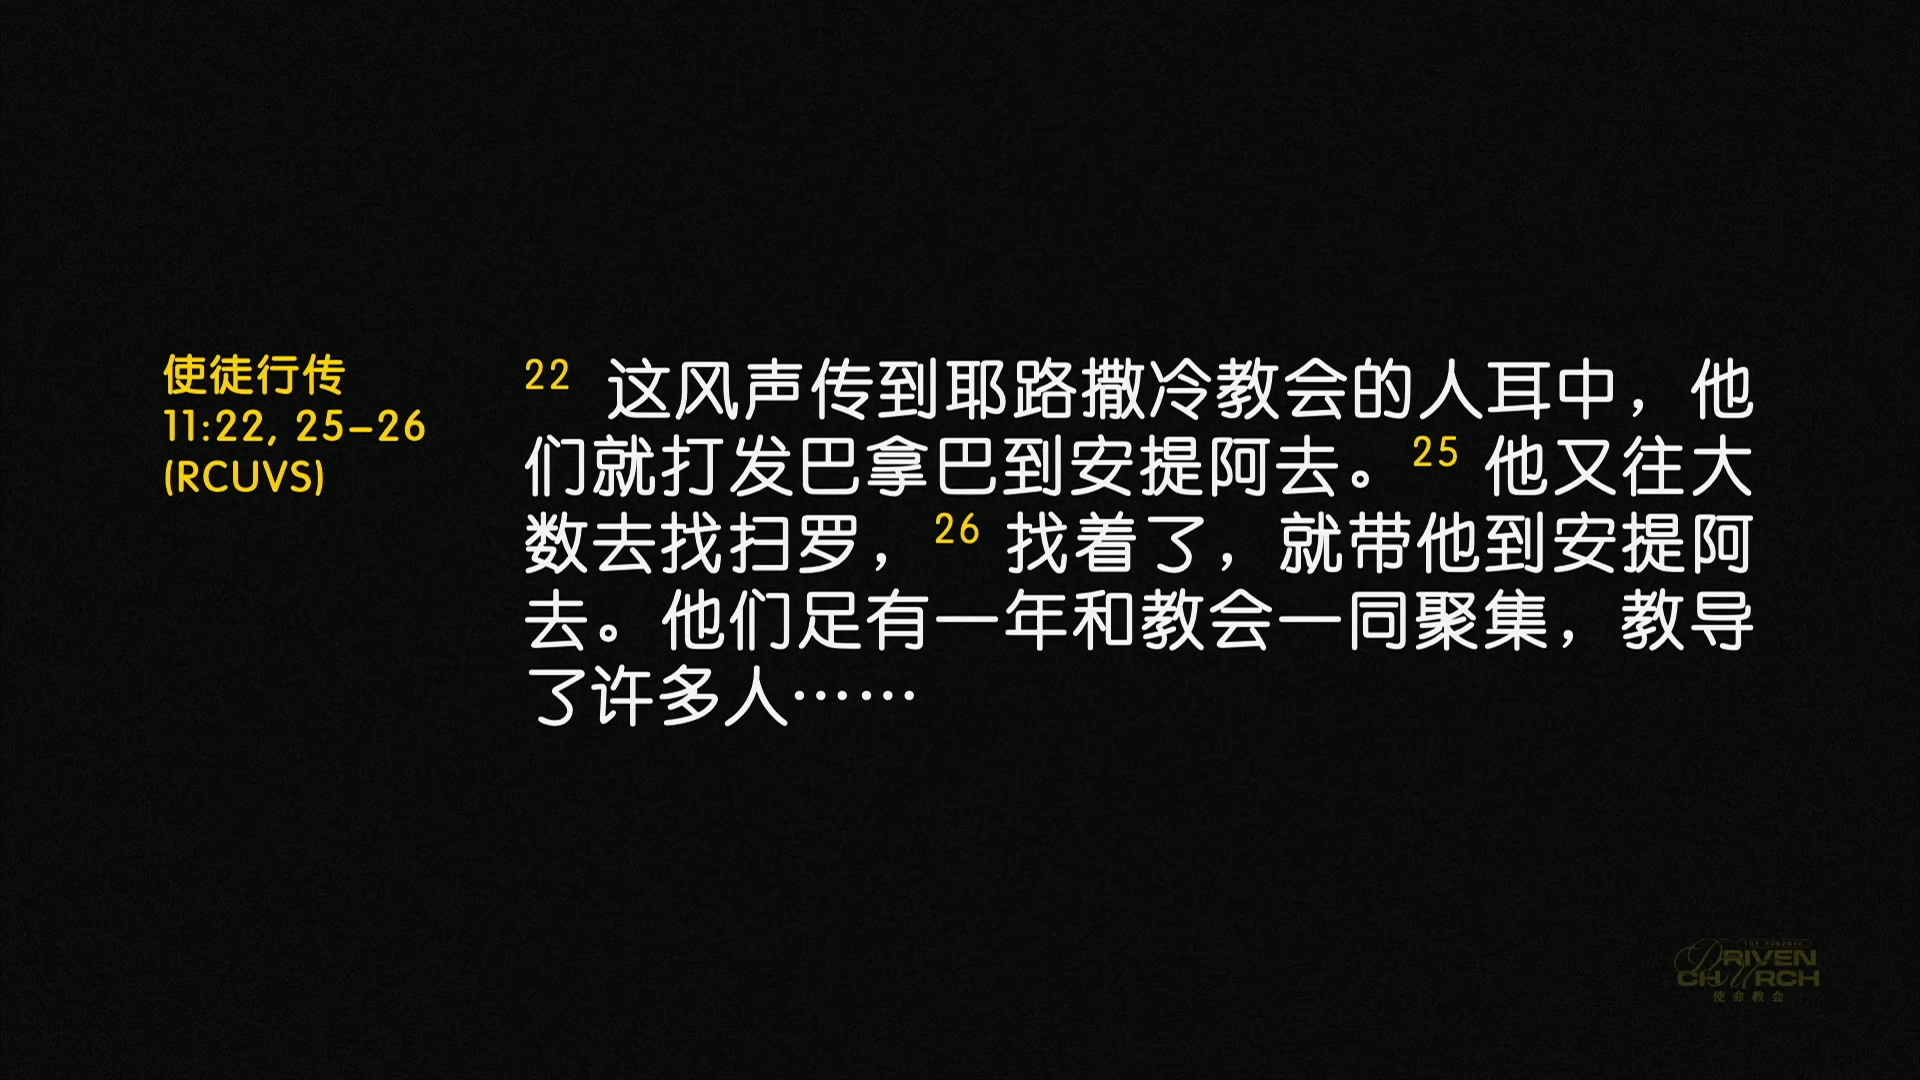 使徒行传
11:22, 25–26
(RCUVS)
22 这风声传到耶路撒冷教会的人耳中，他
们就打发巴拿巴到安提阿去。25 他又往大
数去找扫罗，26 找着了，就带他到安提阿
去。他们足有一年和教会一同聚集，教导
了许多人……
THE PURPOSE
DRIVEN
CHURCH
使命教会